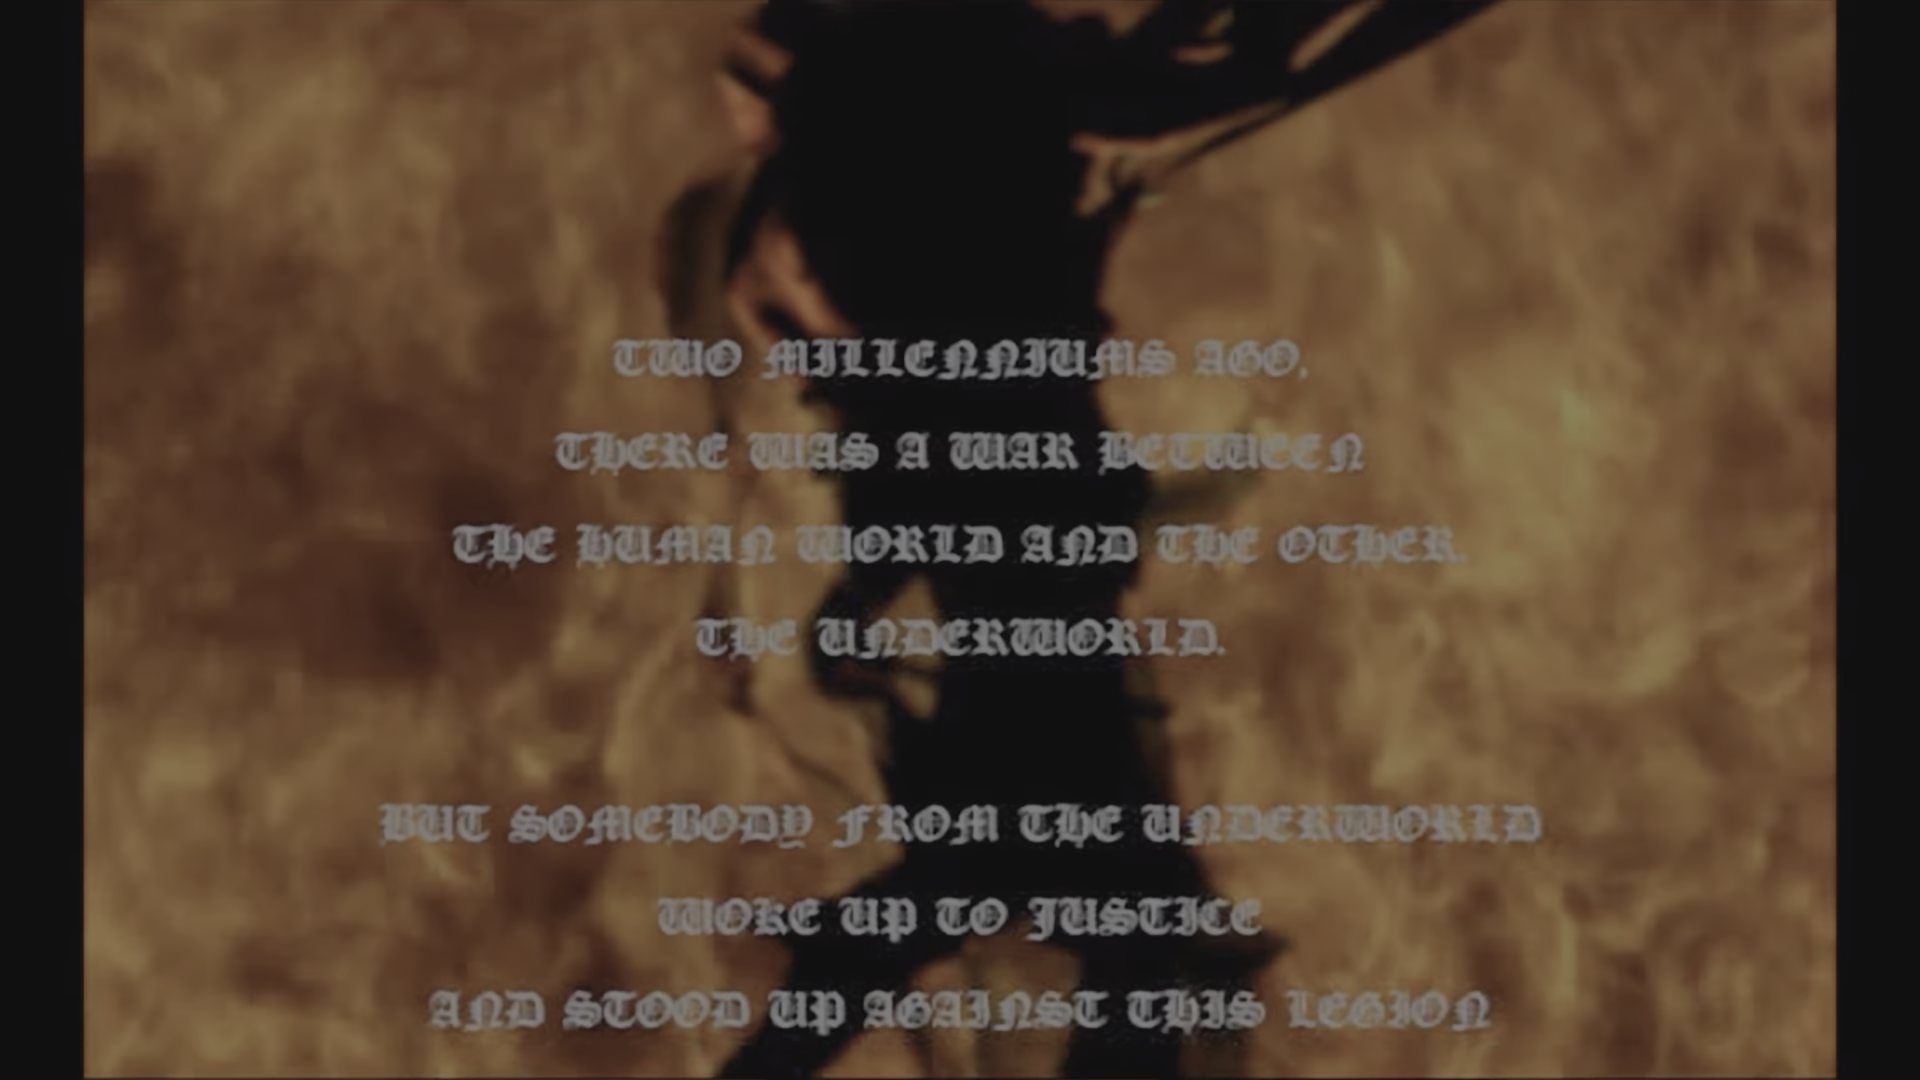 TWO MILLENNIUMS AGO,
THERE WAS A WAR BETWEEN
THE HUMAN WORLD AND THE OTHER.
THE UNDERWORLD.
BUT SOMEBODY FROM THE UNDERWORLD
WOKE UP TO JUSTICE
AND STOOD UP AGAINST THIS LEGION